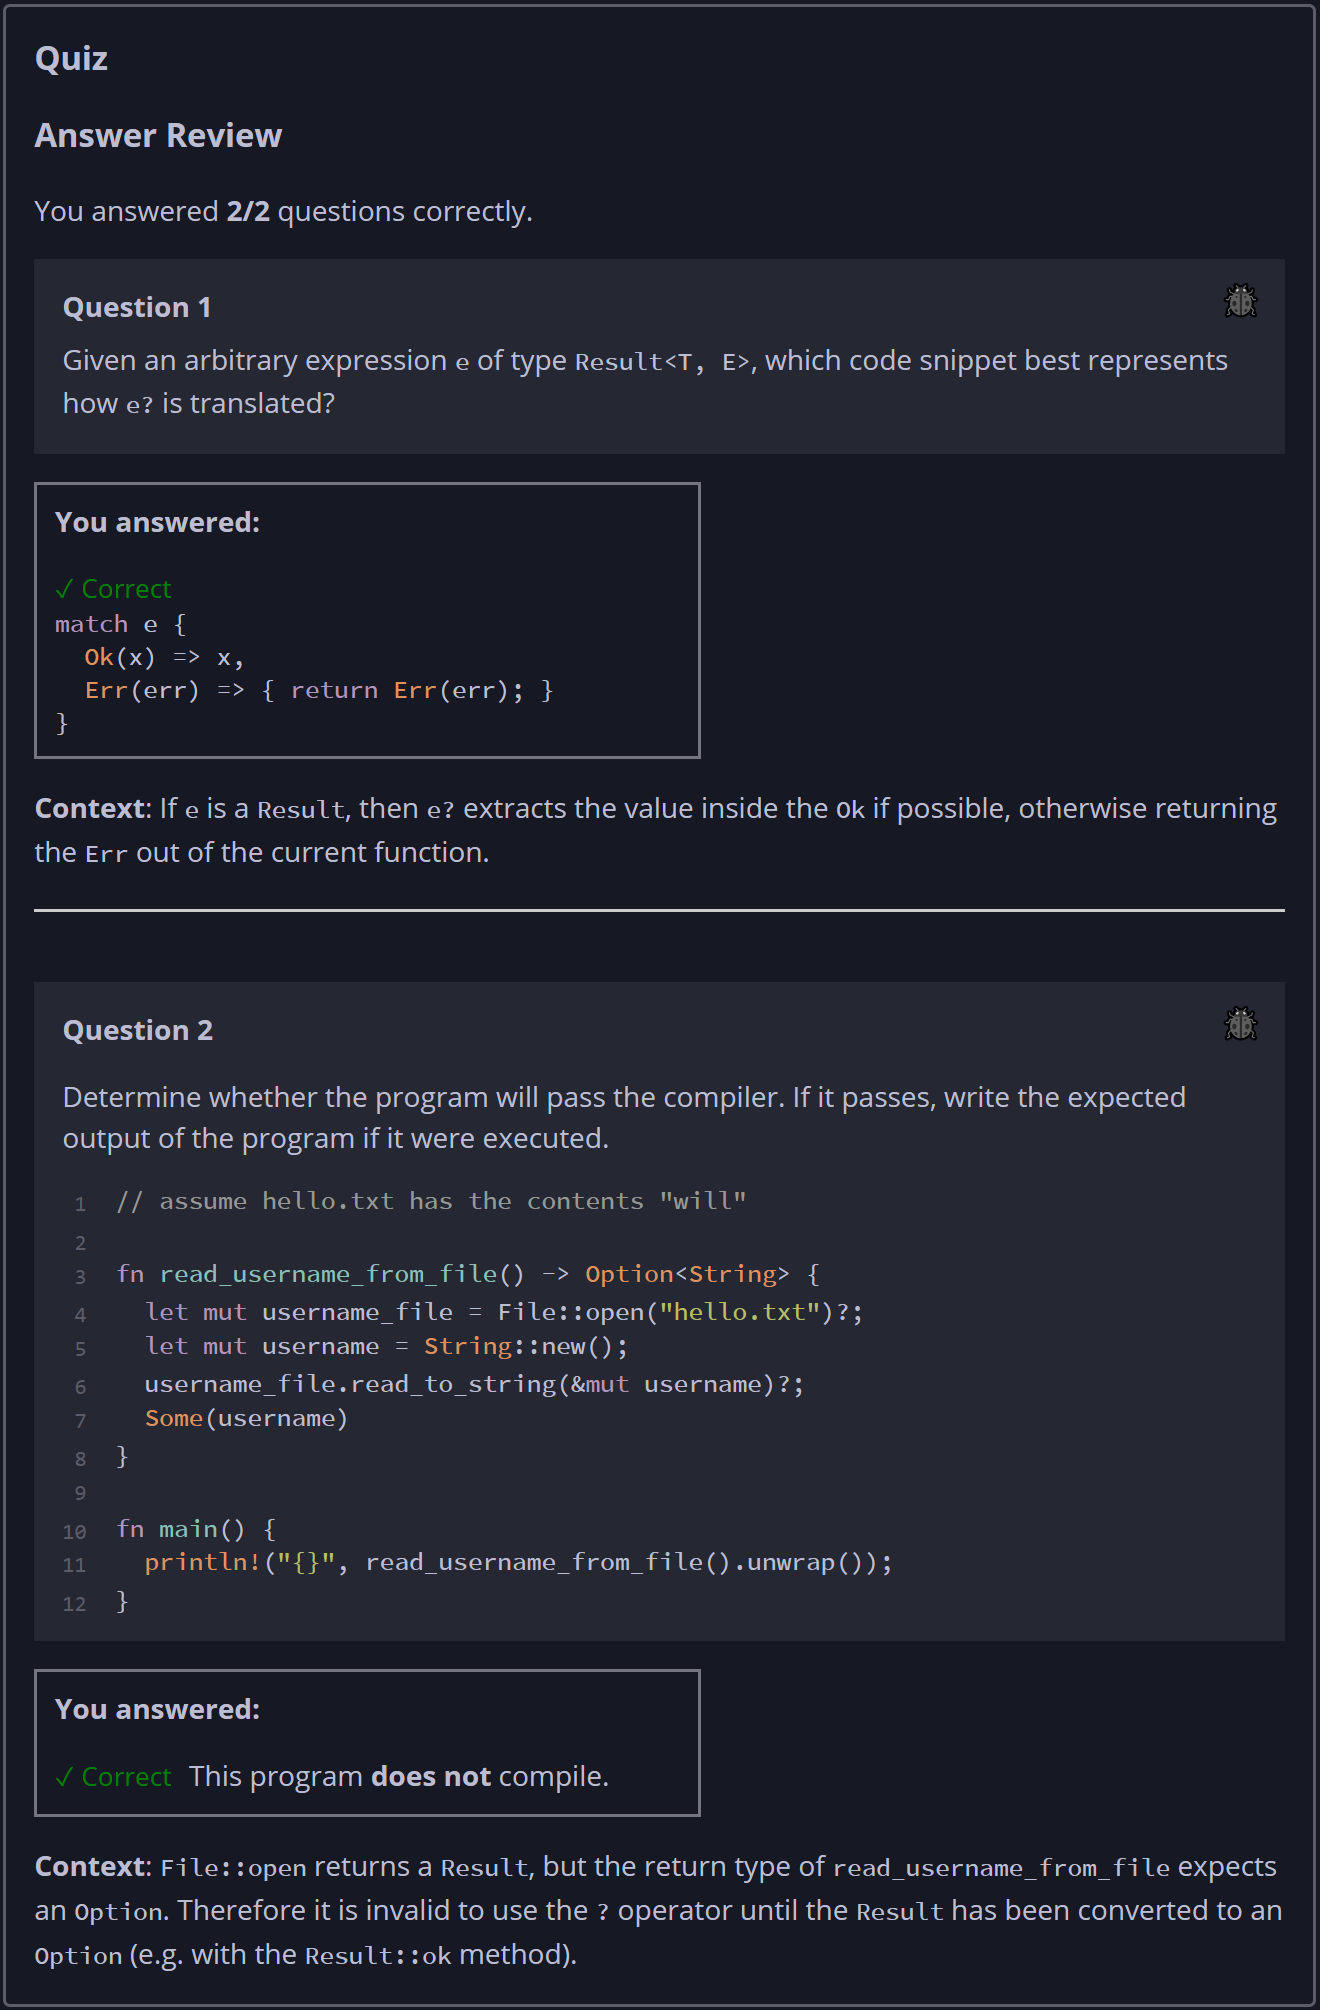 Quiz
Answer Review
You answered 2/2 questions correctly.
Question 1
Given an arbitrary expression e of type Result<T, E>, which code snippet best represents
how e? is translated?
You answered:
✓ Correct
match e {
  Ok(x) => x,
  Err(err) => { return Err(err); }
}
Context: If e is a Result, then e? extracts the value inside the Ok if possible, otherwise returning
the Err out of the current function.
Question 2
Determine whether the program will pass the compiler. If it passes, write the expected
output of the program if it were executed.
1 // assume hello.txt has the contents "will"
2
3 fn read_username_from_file() -> Option<String> {
4   let mut username_file = File::open("hello.txt")?;
5   let mut username = String::new();
6   username_file.read_to_string(&mut username)?;
7   Some(username)
8 }
9
10 fn main() {
11   println!("{}", read_username_from_file().unwrap());
12 }
You answered:
✓ Correct This program does not compile.
Context: File::open returns a Result, but the return type of read_username_from_file expects
an Option. Therefore it is invalid to use the ? operator until the Result has been converted to an
Option (e.g. with the Result::ok method).